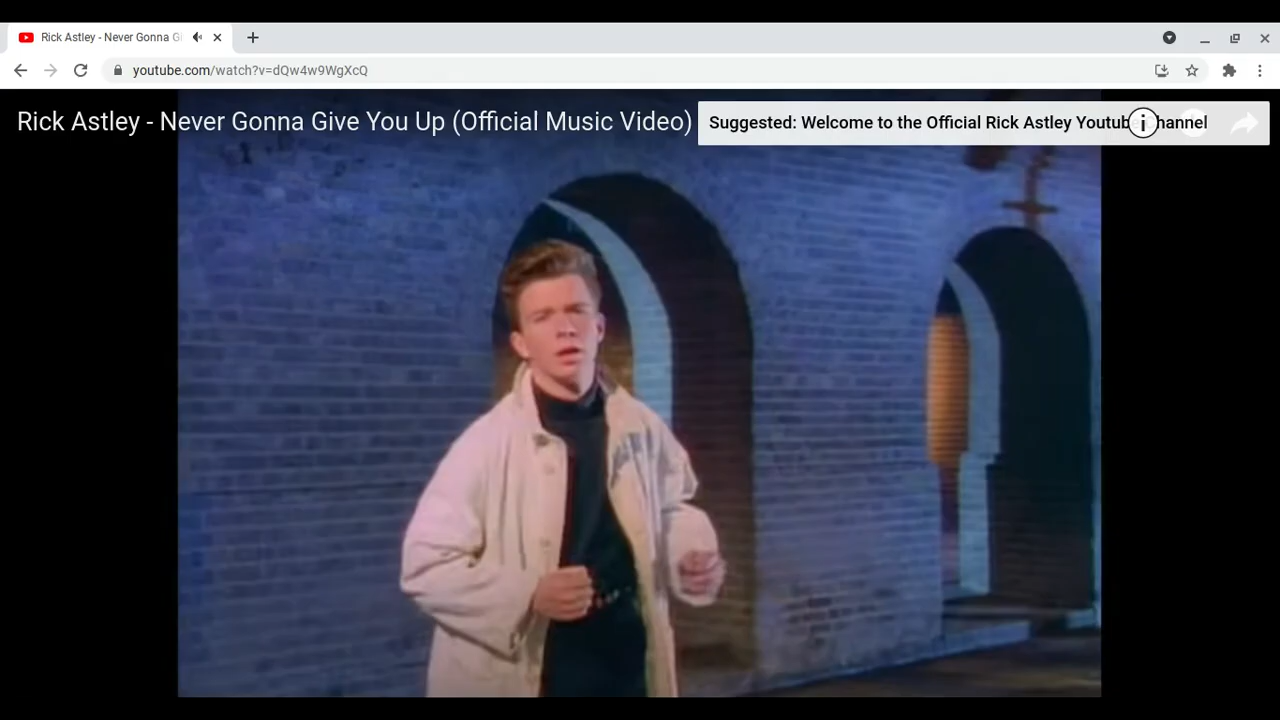 Rick Astley - Never Gonna Gi
youtube.com/watch?v=dQw4w9WgXcQ
Rick Astley - Never Gonna Give You Up (Official Music Video)
Suggested: Welcome to the Official Rick Astley Youtube hannel